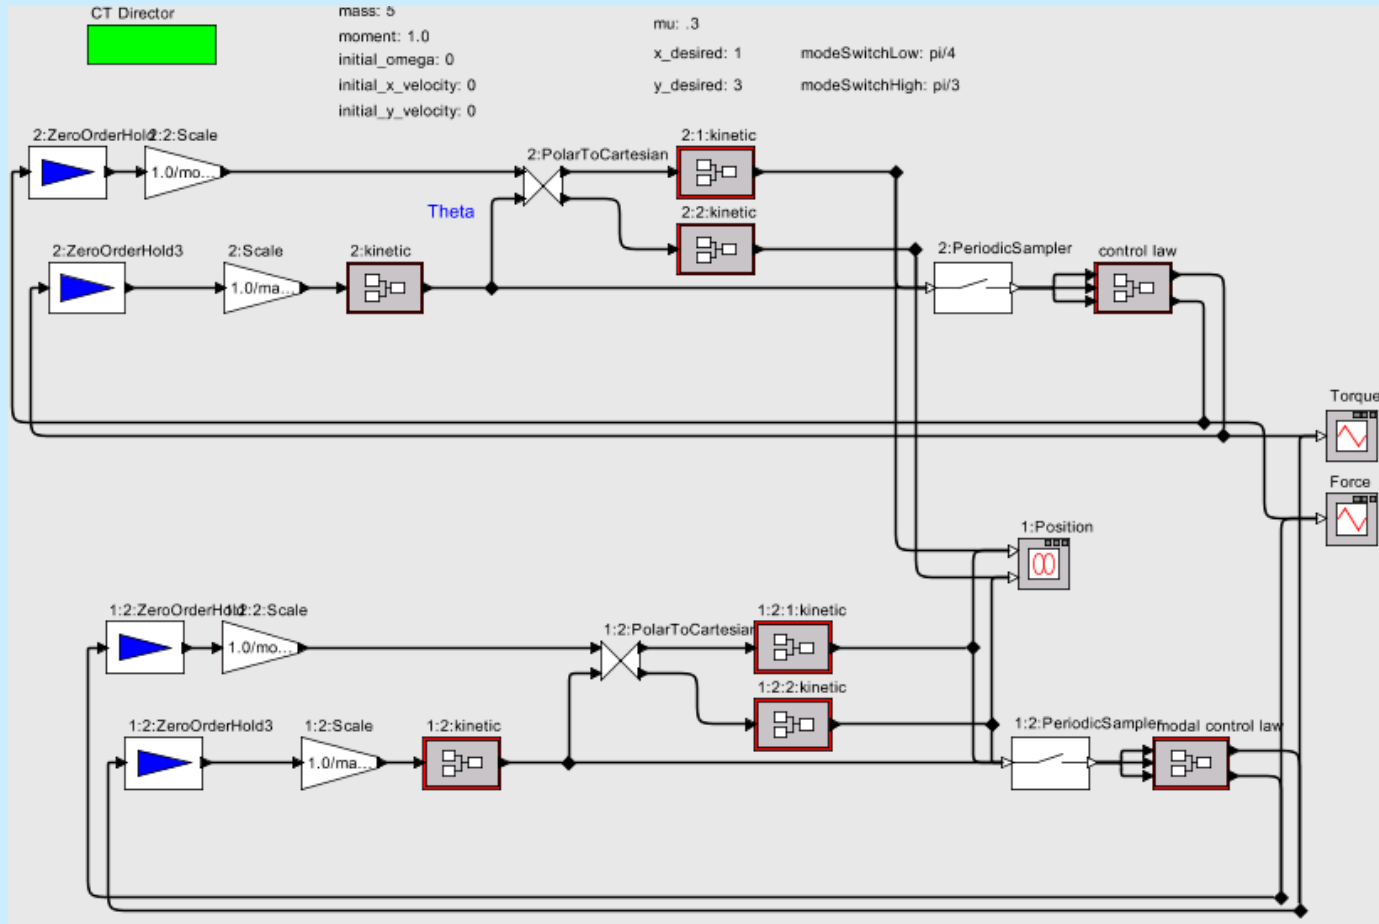 CT Director
mass: 5
moment: 1.0
initial_omega: 0
initial_x_velocity: 0
initial_y_velocity: 0
mu: .3
x_desired: 1
y_desired: 3
modeSwitchLow: pi/4
modeSwitchHigh: pi/3
2:ZeroOrderHold
2:2:Scale
1.0/mo...
2:PolarToCartesian
2:1:kinetic
Theta
2:2:kinetic
2:ZeroOrderHold3
2:Scale
1.0/ma...
2:kinetic
2:PeriodicSampler
control law
Torque
Force
1:Position
1:2:ZeroOrderHold
2:2:Scale
1.0/mo...
1:2:PolarToCartesian
1:2:1:kinetic
1:2:2:kinetic
1:2:ZeroOrderHold3
1:2:Scale
1.0/ma...
1:2:kinetic
1:2:PeriodicSampler
modal control law